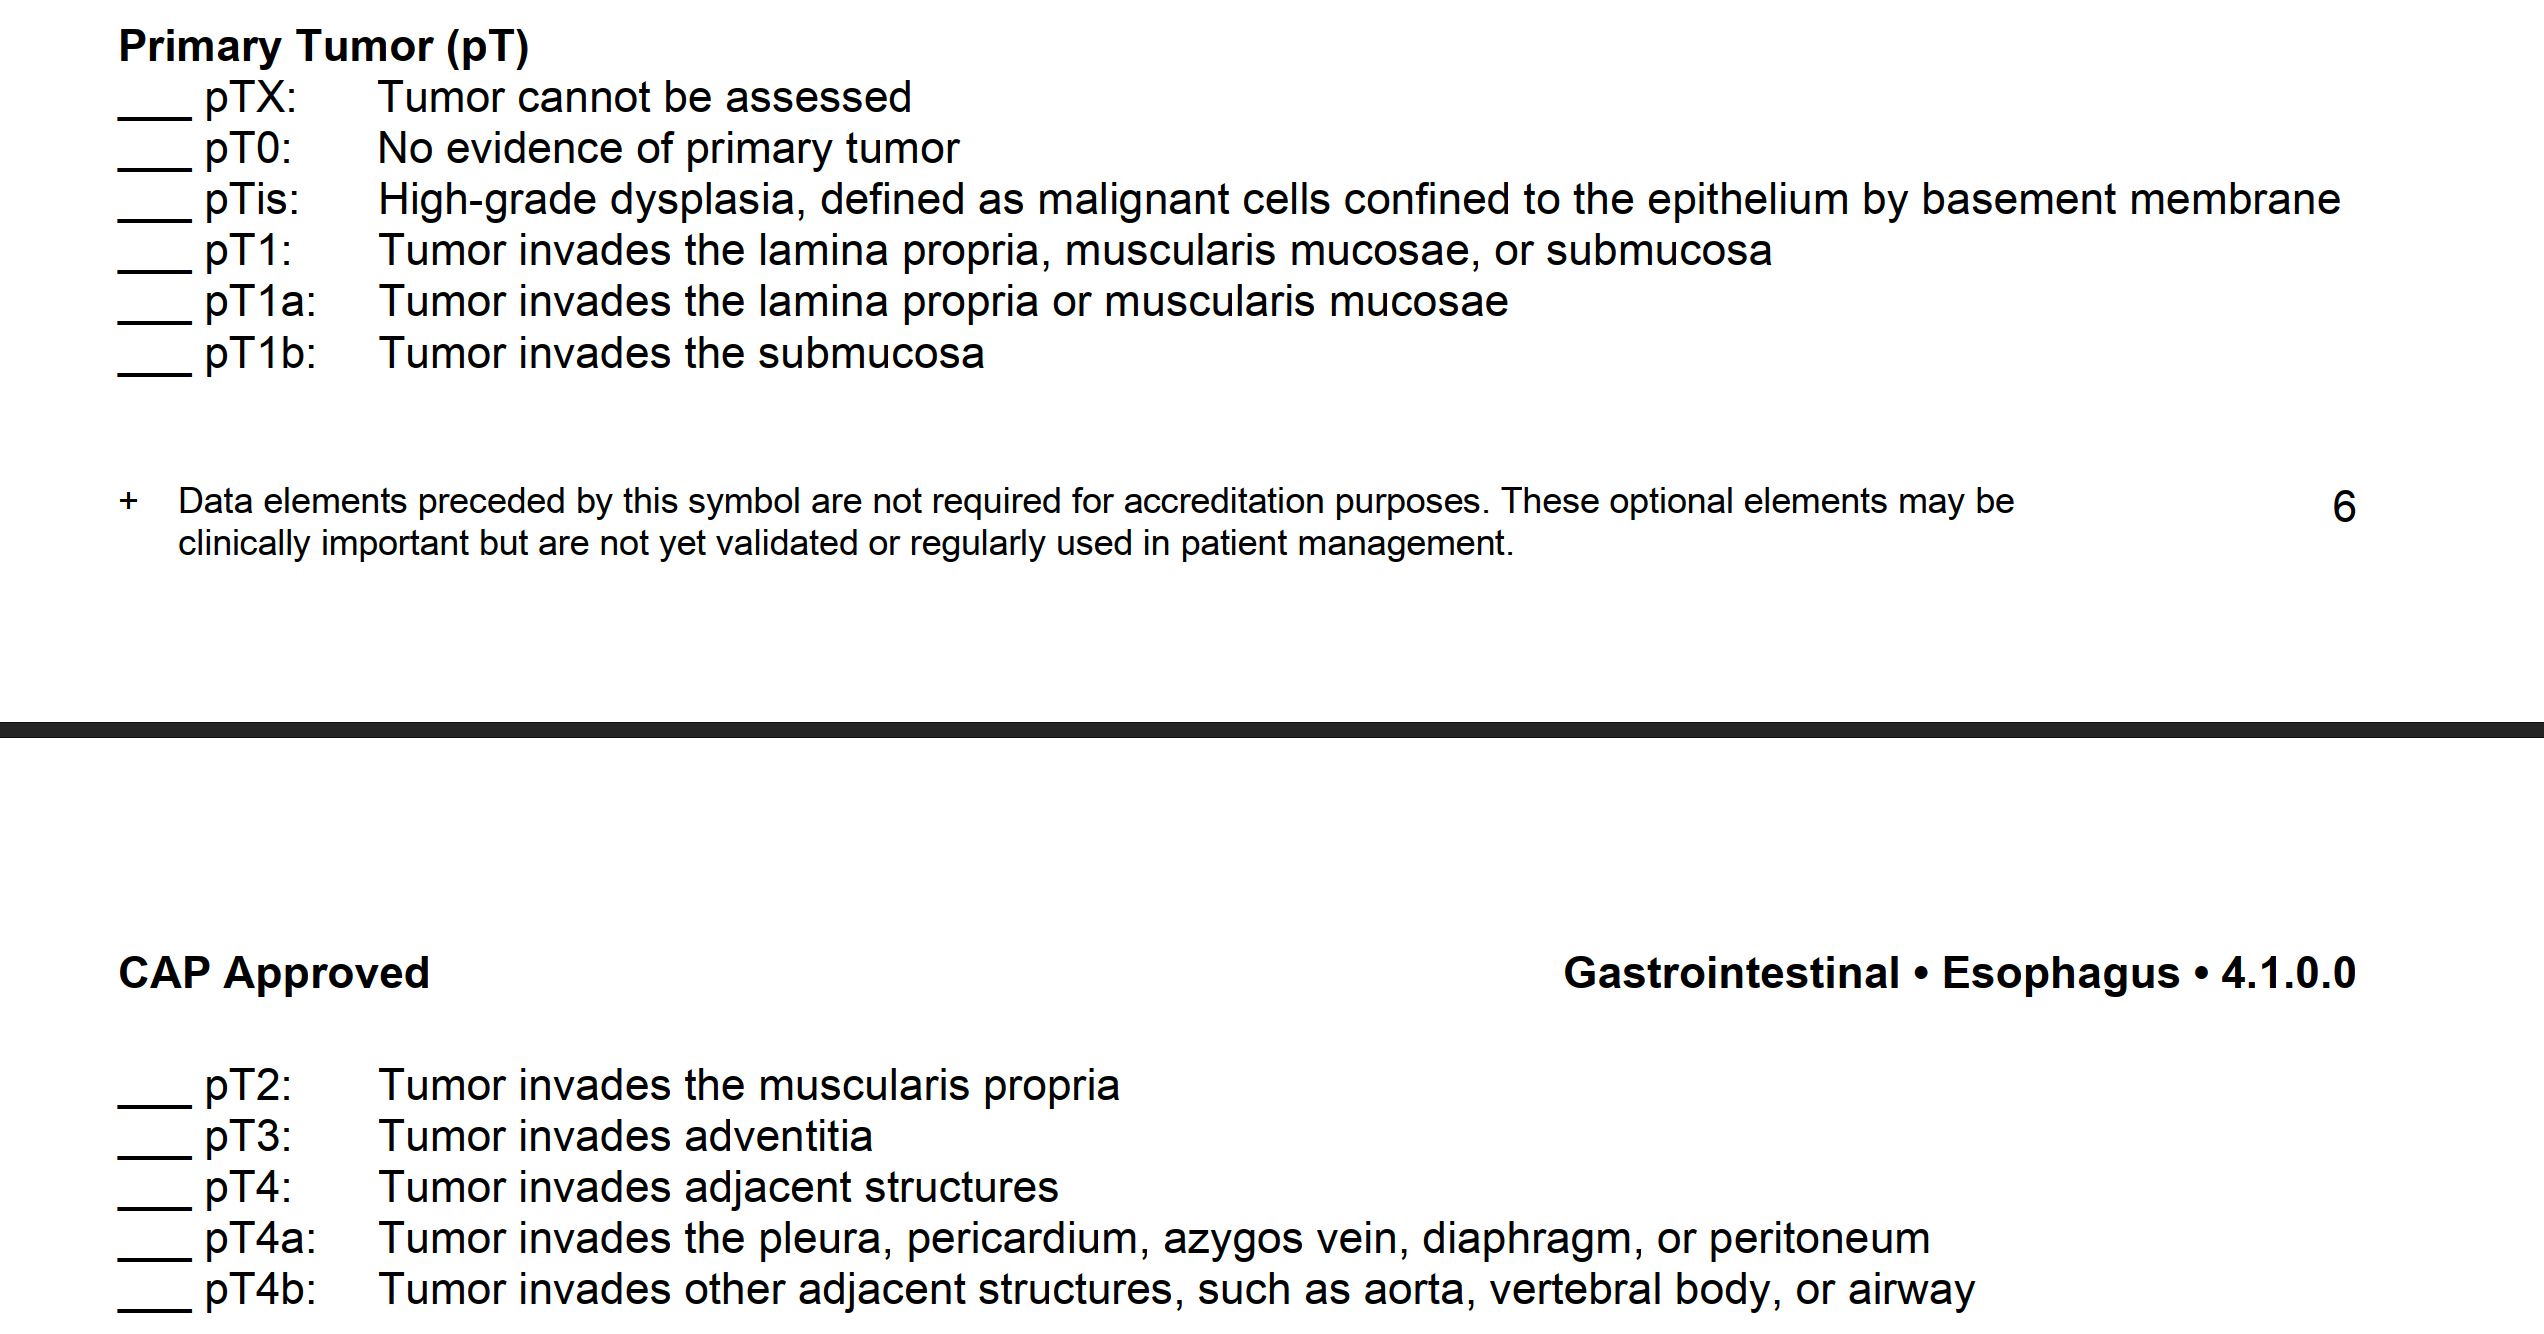 Primary Tumor (pT)
___ pTX: Tumor cannot be assessed
___ pT0: No evidence of primary tumor
___ pTis: High-grade dysplasia, defined as malignant cells confined to the epithelium by basement membrane
___ pT1: Tumor invades the lamina propria, muscularis mucosae, or submucosa
___ pT1a: Tumor invades the lamina propria or muscularis mucosae
___ pT1b: Tumor invades the submucosa
+ Data elements preceded by this symbol are not required for accreditation purposes. These optional elements may be 6
clinically important but are not yet validated or regularly used in patient management.
CAP Approved Gastrointestinal • Esophagus • 4.1.0.0
___ pT2: Tumor invades the muscularis propria
___ pT3: Tumor invades adventitia
___ pT4: Tumor invades adjacent structures
___ pT4a: Tumor invades the pleura, pericardium, azygos vein, diaphragm, or peritoneum
___ pT4b: Tumor invades other adjacent structures, such as aorta, vertebral body, or airway